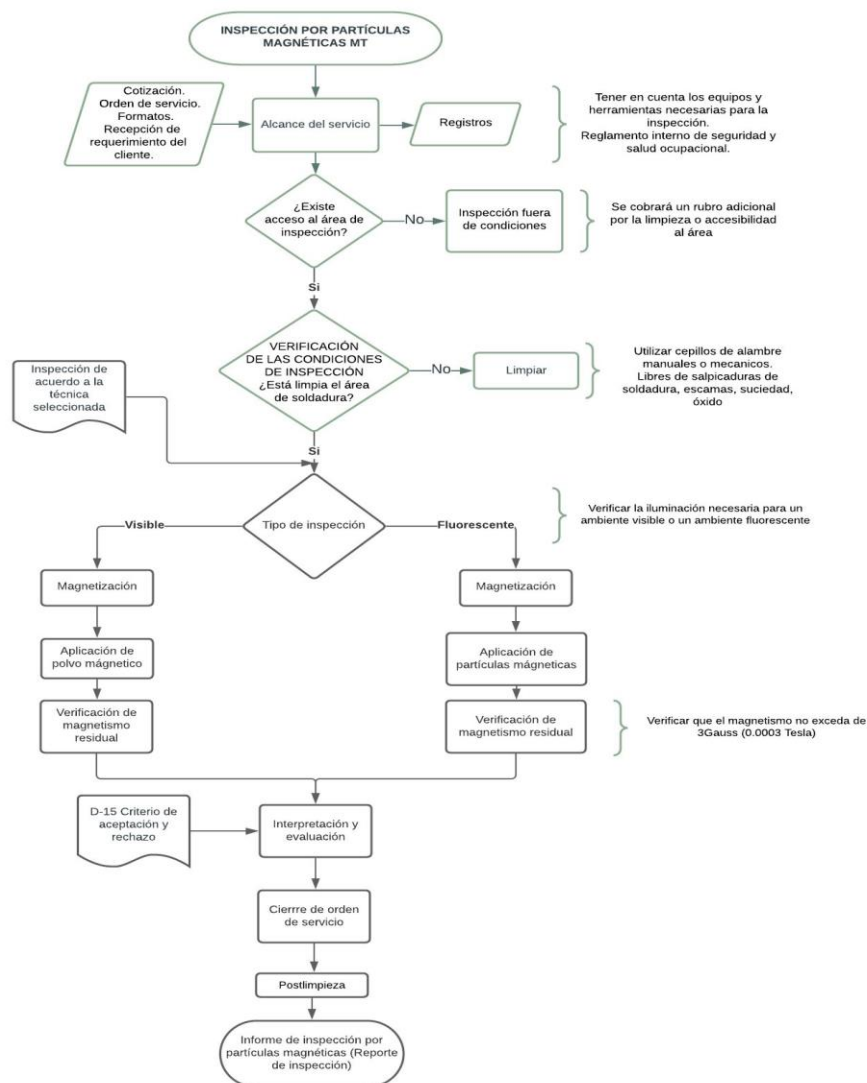 INSPECCIÓN POR PARTÍCULAS
MAGNÉTICAS MT
Cotización.
Orden de servicio.
Formatos.
Recepción de
requerimiento del
cliente.
Alcance del servicio
Registros
Tener en cuenta los equipos y
herramientas necesarias para la
inspección.
Reglamento interno de seguridad y
salud ocupacional.
¿Existe
acceso al área de
inspección?
No
Inspección fuera
de condiciones
Se cobrará un rubro adicional
por la limpieza o accesibilidad
al área
Si
VERIFICACIÓN
DE LAS CONDICIONES
DE INSPECCIÓN
¿Está limpia el área
de soldadura?
No
Limpiar
Utilizar cepillos de alambre
manuales o mecanicos.
Libres de salpicaduras de
soldadura, escamas, suciedad,
óxido
Inspección de
acuerdo a la
técnica
seleccionada
Si
Tipo de inspección
Visible
Fluorescente
Verificar la iluminación necesaria para un
ambiente visible o un ambiente fluorescente
Magnetización
Magnetización
Aplicación de
polvo mágnetico
Aplicación de
partículas mágneticas
Verificación de
magnetismo
residual
Verificación de
magnetismo residual
Verificar que el magnetismo no exceda de
3Gauss (0.0003 Tesla)
D-15 Criterio de
aceptación y
rechazo
Interpretación y
evaluación
Cierrre de orden
de servicio
Postlimpieza
Informe de inspección por
partículas magnéticas (Reporte
de inspección)